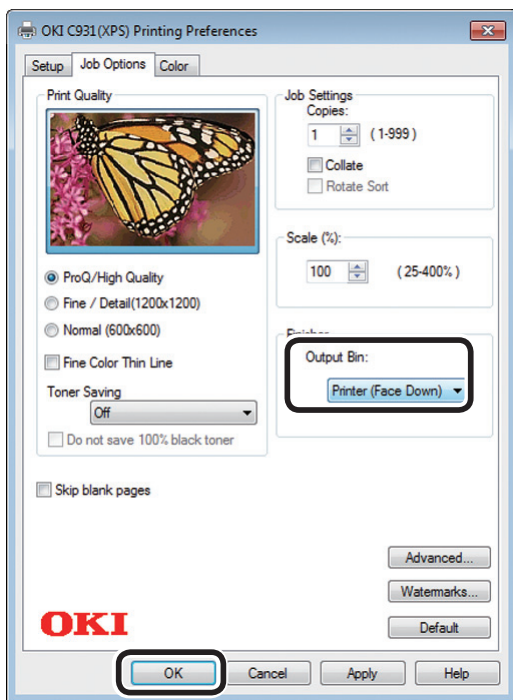 OKI C931(XPS) Printing Preferences
Setup
Job Options
Color
Print Quality
ProQ/High Quality
Fine / Detail(1200x1200)
Normal (600x600)
Fine Color Thin Line
Toner Saving
Off
Do not save 100% black toner
Skip blank pages
Job Settings
Copies:
1 (1-999)
Collate
Rotate Sort
Scale (%):
100 (25-400%)
Finisher
Output Bin:
Printer (Face Down)
Advanced...
Watermarks...
Default
OKI
OK
Cancel
Apply
Help